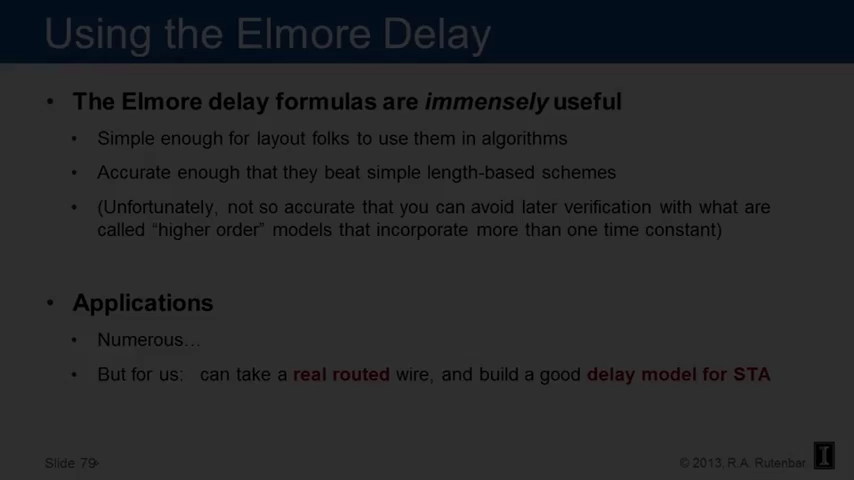 Using the Elmore Delay
• The Elmore delay formulas are immensely useful
• Simple enough for layout folks to use them in algorithms
• Accurate enough that they beat simple length-based schemes
• (Unfortunately, not so accurate that you can avoid later verification with what are
called “higher order” models that incorporate more than one time constant)
• Applications
• Numerous…
• But for us: can take a real routed wire, and build a good delay model for STA
Slide 79
© 2013, R.A. Rutenbar I